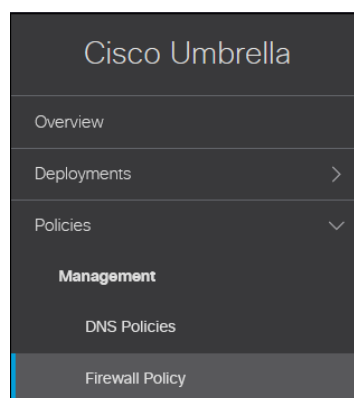 Cisco Umbrella
Overview
Deployments
Policies
Management
DNS Policies
Firewall Policy